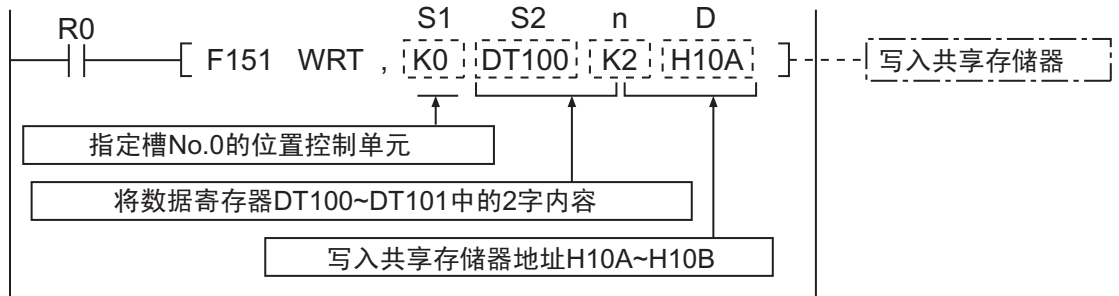 S1 S2 n D
R0
F151 WRT , K0 DT100 K2 H10A
写入共享存储器
指定槽No.0的位置控制单元
将数据寄存器DT100~DT101中的2字内容
写入共享存储器地址H10A~H10B